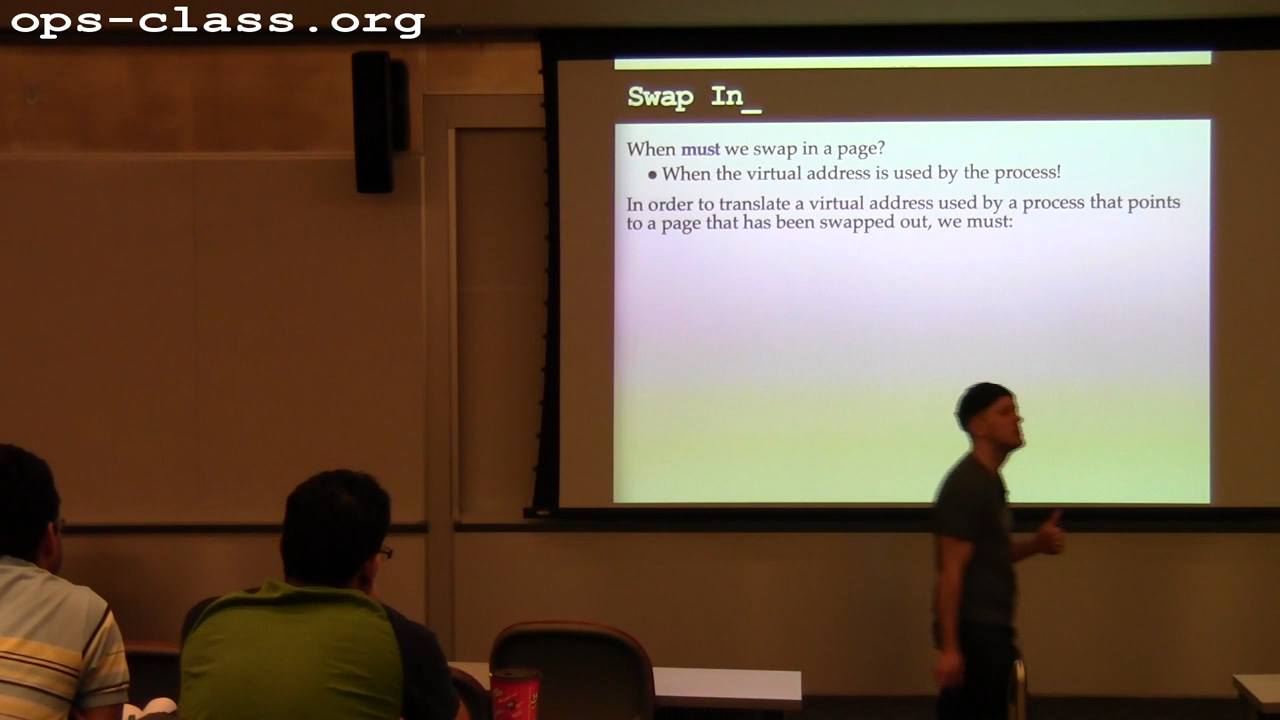 ops-class.org
Swap In_
When must we swap in a page?
● When the virtual address is used by the process!
In order to translate a virtual address used by a process that points
to a page that has been swapped out, we must: